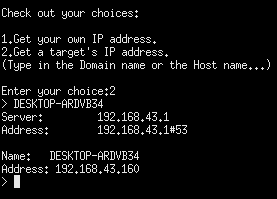 Check out your choices:
1.Get your own IP address.
2.Get a target's IP address.
(Type in the Domain name or the Host name...)
Enter your choice:2
> DESKTOP-ARDVB34
Server: 192.168.43.1
Address: 192.168.43.1#53
Name: DESKTOP-ARDVB34
Address: 192.168.43.160
>